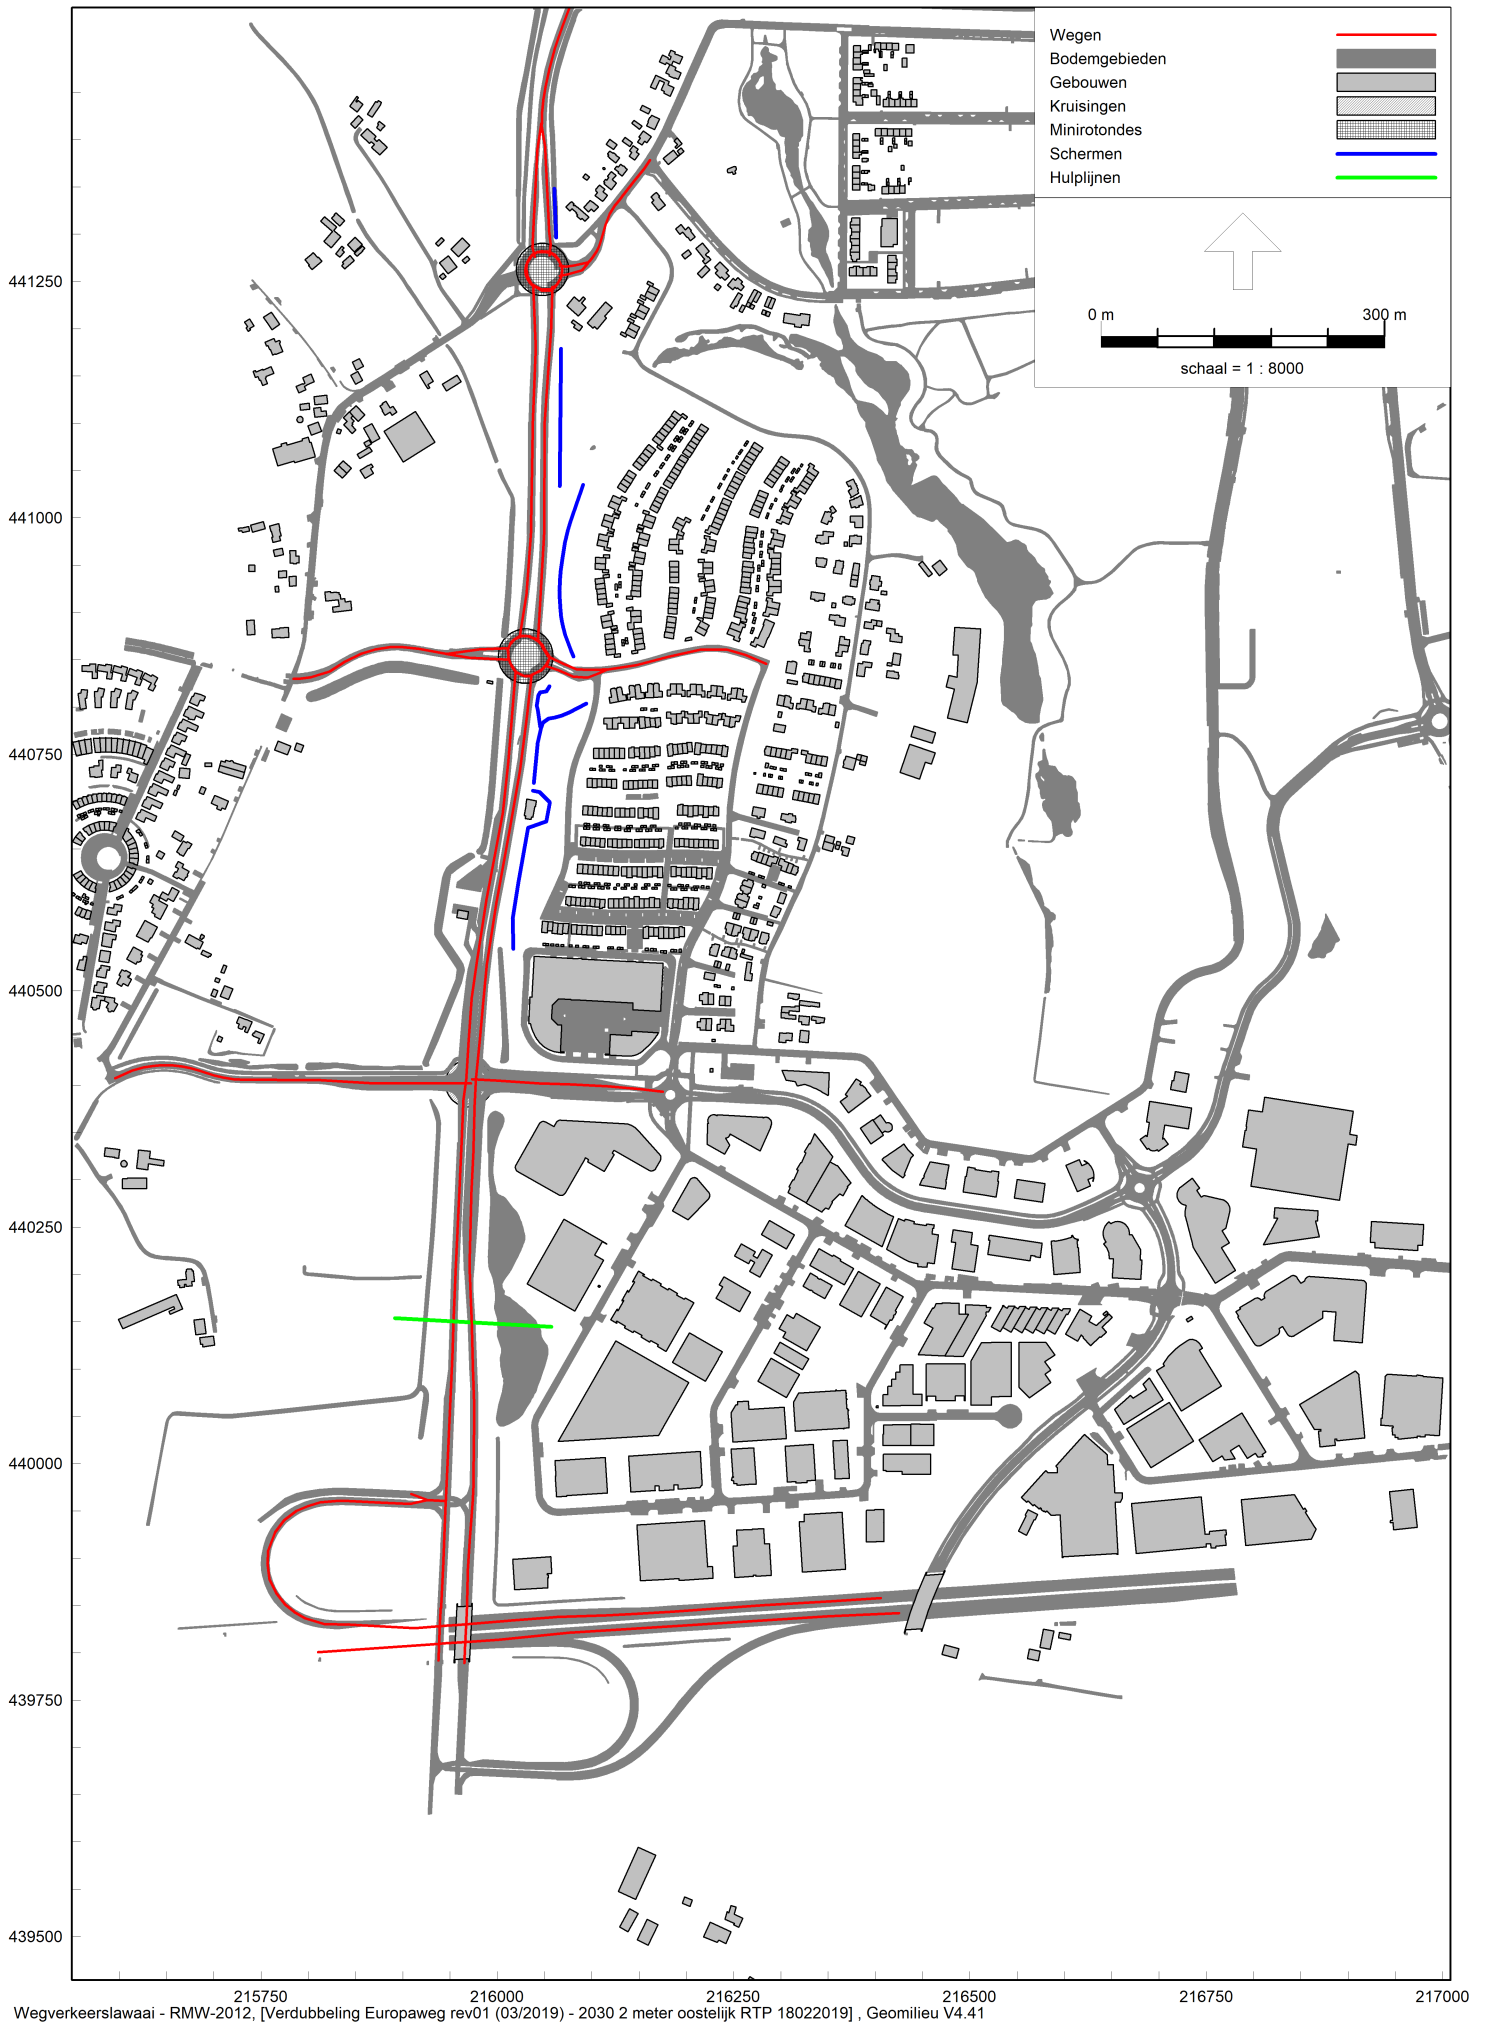 Wegen
Bodemgebieden
Gebouwen
Kruisingen
Minirotondes
Schermen
Hulplijnen
0 m 300 m
schaal = 1 : 8000
441250
441000
440750
440500
440250
440000
439750
439500
215750 216000 216250 216500 216750 217000
Wegverkeerslawaai - RMW-2012, [Verdubbeling Europaweg rev01 (03/2019) - 2030 2 meter oostelijk RTP 18022019] , Geomilieu V4.41